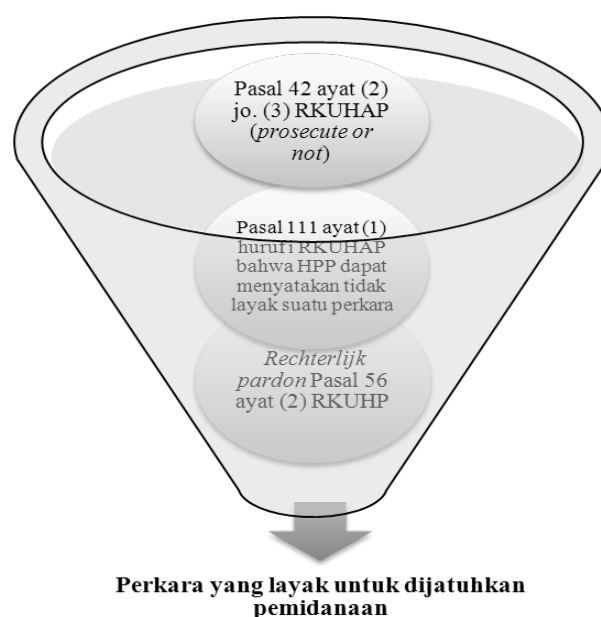 Pasal 42 ayat (2)
jo. (3) RKUHAP
(prosecute or
not)
Pasal 111 ayat (1)
huruf i RKUHAP
bahwa HPP dapat
menyatakan tidak
layak suatu perkara
Rechterlijk
pardon Pasal 56
ayat (2) RKUHP
Perkara yang layak untuk dijatuhkan
pemidanaan